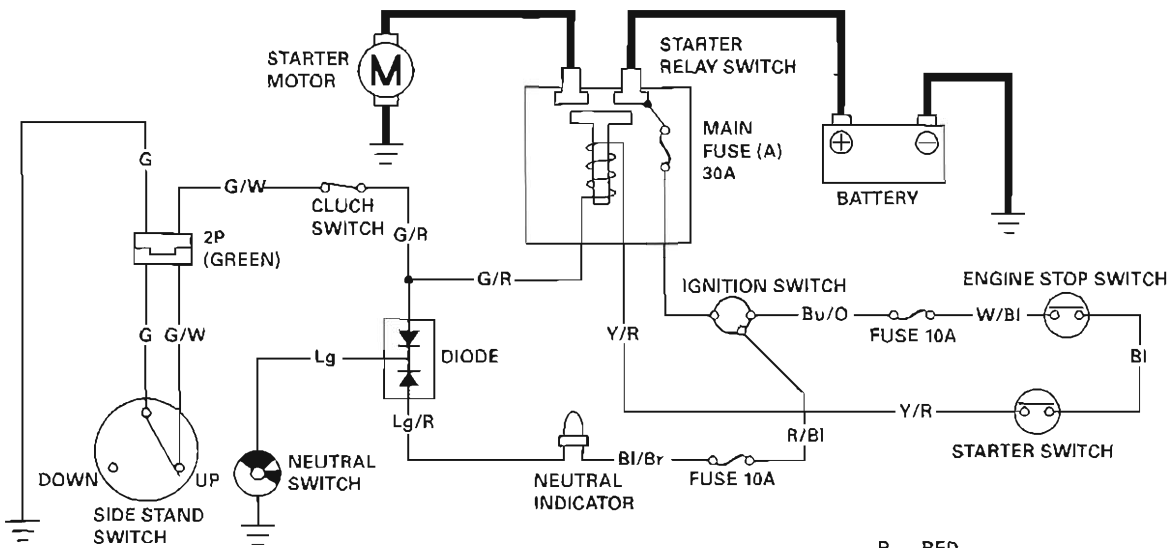 STARTER
MOTOR
M
STARTER
RELAY SWITCH
MAIN
FUSE (A)
30A
BATTERY
G
G/W
CLUCH
SWITCH
G/R
2P
(GREEN)
G/R
IGNITION SWITCH
ENGINE STOP SWITCH
Bu/O
FUSE 10A
W/Bl
Bl
G
G/W
Lg
DIODE
Y/R
Lg/R
Y/R
R/Bl
STARTER SWITCH
DOWN
UP
NEUTRAL
SWITCH
Bl/Br
NEUTRAL
INDICATOR
FUSE 10A
SIDE STAND
SWITCH